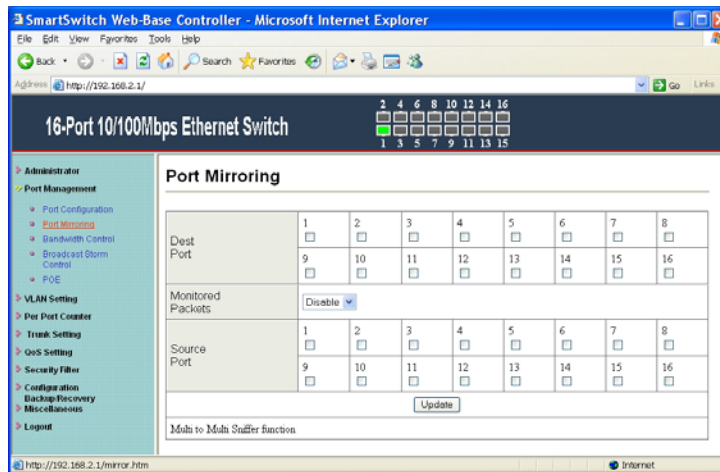 SmartSwitch Web-Base Controller - Microsoft Internet Explorer
File Edit View Favorites Tools Help
Back Search Favorites
Address http://192.168.2.1/ Go Links
16-Port 10/100Mbps Ethernet Switch
2 4 6 8 10 12 14 16
1 3 5 7 9 11 13 15
Administrator
Port Management
Port Configuration
Port Mirroring
Bandwidth Control
Broadcast Storm
Control
POE
VLAN Setting
Per Port Counter
Trunk Setting
QoS Setting
Security Filter
Configuration
Backup/Recovery
Miscellaneous
Logout
Port Mirroring
Dest
Port
1 2 3 4 5 6 7 8
9 10 11 12 13 14 15 16
Monitored
Packets
Disable
Source
Port
1 2 3 4 5 6 7 8
9 10 11 12 13 14 15 16
Update
Multi to Multi Sniffer function
http://192.168.2.1/mirror.htm Internet